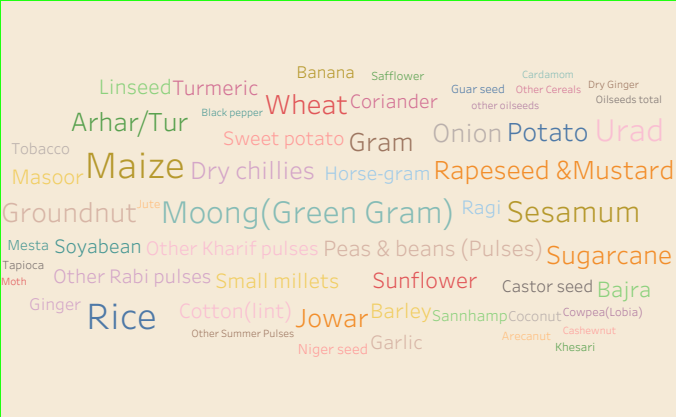 Banana
Safflower
Cardamom
Linseed
Turmeric
Guar seed
Other Cereals
Dry Ginger
Wheat
Coriander
other oilseeds
Oilseeds total
Arhar/Tur
Black pepper
Sweet potato
Gram
Onion
Potato
Urad
Tobacco
Masoor
Maize
Dry chillies
Horse-gram
Rapeseed &Mustard
Groundnut
Jute
Moong(Green Gram)
Ragi
Sesamum
Mesta
Soyabean
Other Kharif pulses
Peas & beans (Pulses)
Sugarcane
Tapioca
Moth
Other Rabi pulses
Small millets
Sunflower
Castor seed
Bajra
Ginger
Rice
Cotton(lint)
Jowar
Barley
Sannhamp
Coconut
Cowpea(Lobia)
Other Summer Pulses
Niger seed
Garlic
Arecanut
Cashewnut
Khesari